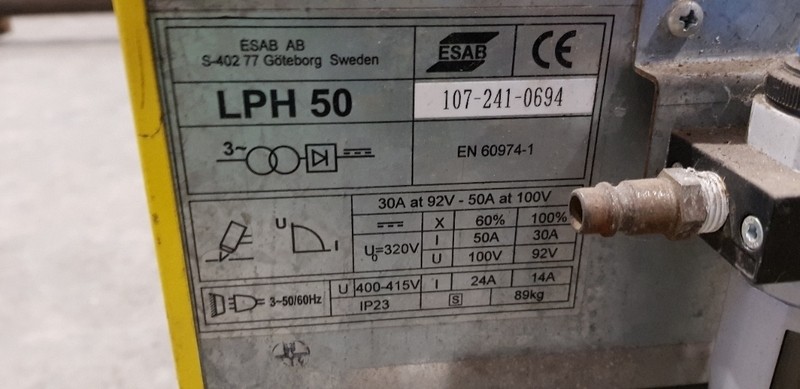 ESAB AB
S-402 77 Göteborg Sweden
ESAB
CE
LPH 50
107-241-0694
3~
EN 60974-1
30A at 92V - 50A at 100V
X 60% 100%
U I
U₀=320V
I 50A 30A
U 100V 92V
3~50/60Hz
U 400-415V I 24A 14A
IP23 S 89kg